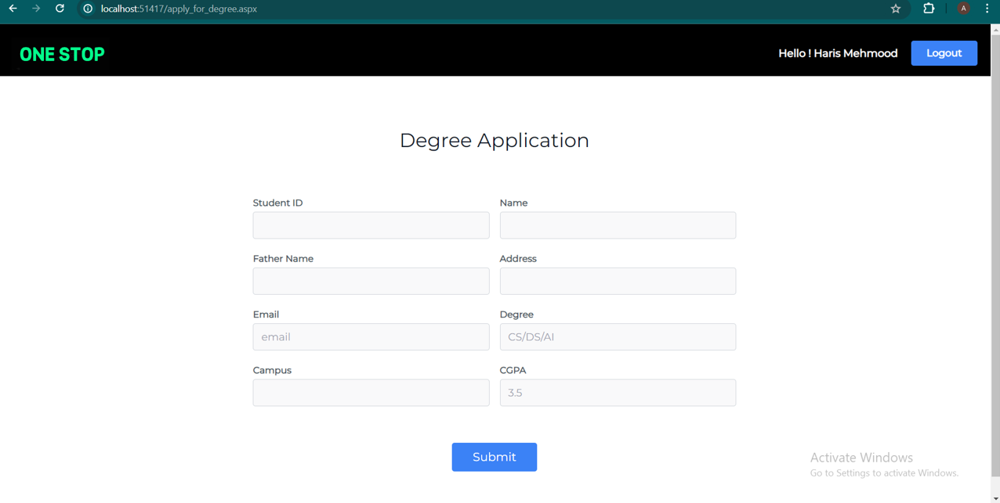 localhost:51417/apply_for_degree.aspx
A
ONE STOP
Hello ! Haris Mehmood
Logout
Degree Application
Student ID
Name
Father Name
Address
Email
Degree
email
CS/DS/AI
Campus
CGPA
3.5
Submit
Activate Windows
Go to Settings to activate Windows.